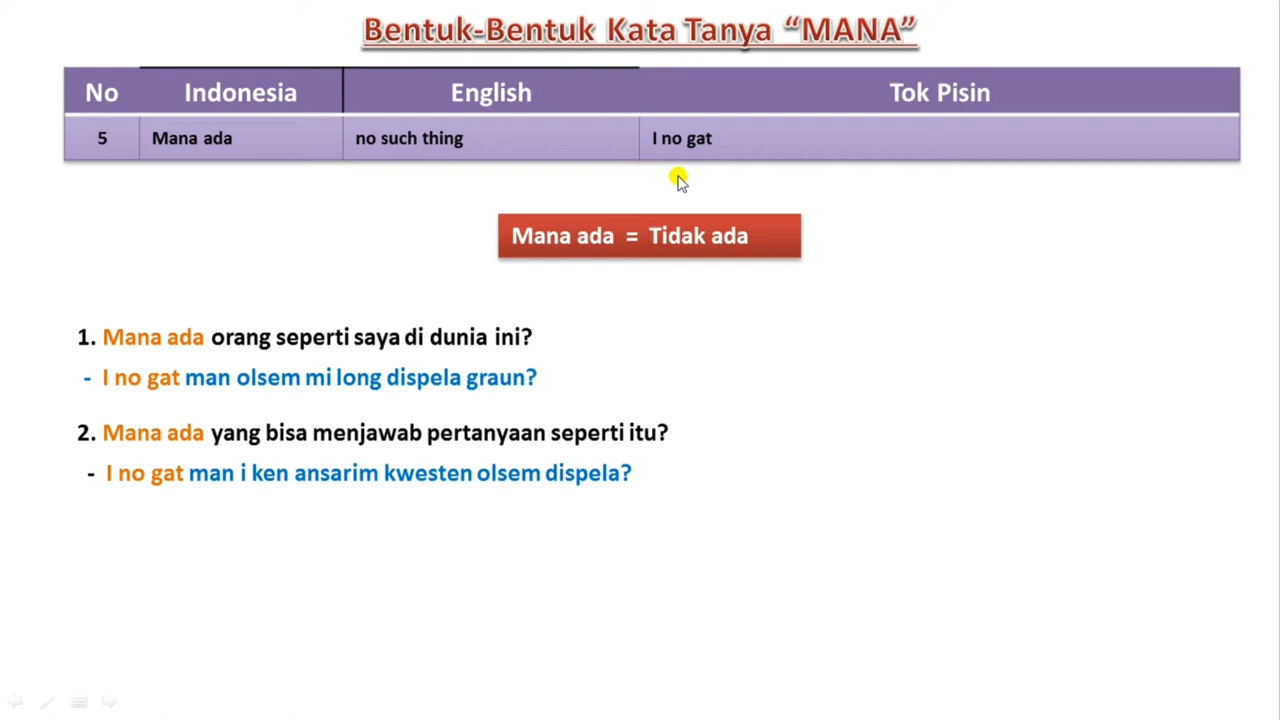 Bentuk-Bentuk Kata Tanya “MANA”
No Indonesia English Tok Pisin
5 Mana ada no such thing I no gat
Mana ada = Tidak ada
1. Mana ada orang seperti saya di dunia ini?
- I no gat man olsem mi long dispela graun?
2. Mana ada yang bisa menjawab pertanyaan seperti itu?
- I no gat man i ken ansarim kwesten olsem dispela?